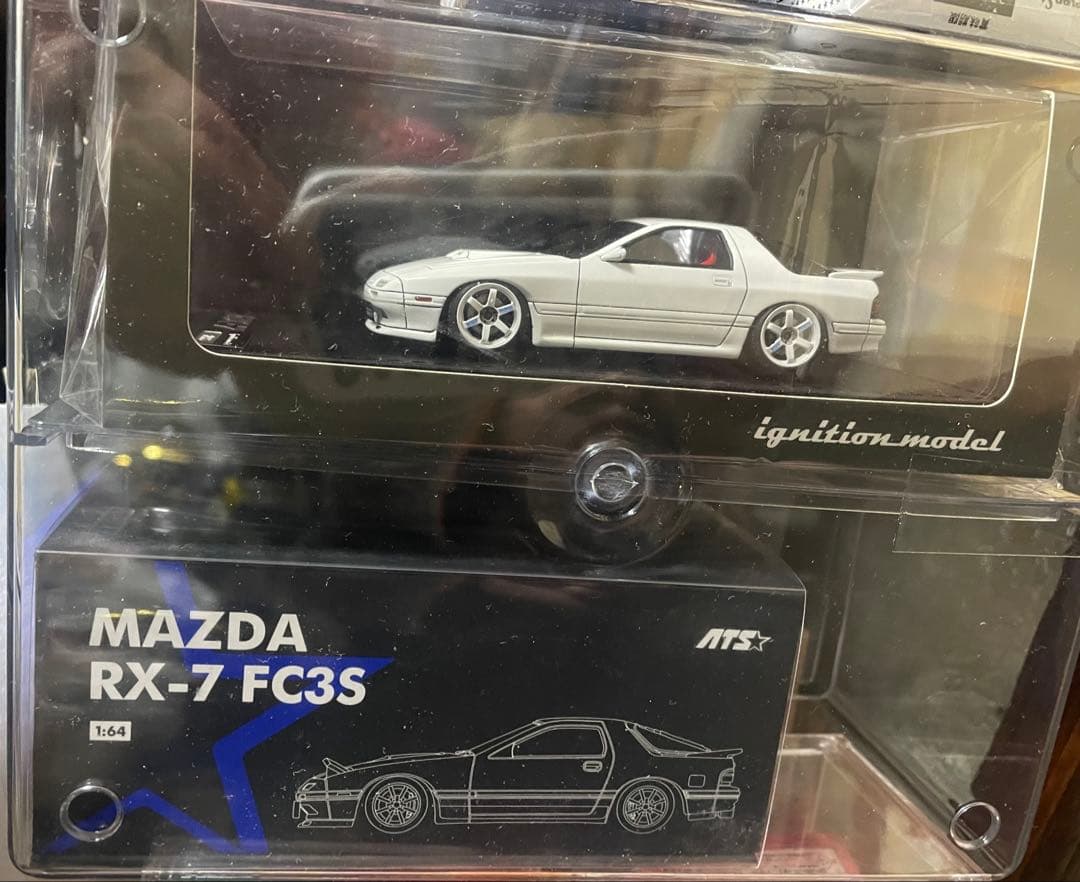 ignition model
MAZDA
RX-7 FC3S
ATS
1:64